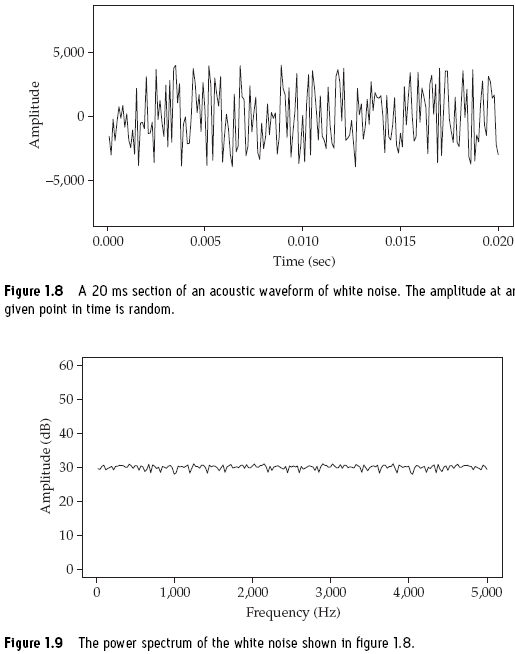 5,000
0
−5,000
Amplitude
0.000 0.005 0.010 0.015 0.020
Time (sec)
Figure 1.8 A 20 ms section of an acoustic waveform of white noise. The amplitude at ar
given point in time is random.
60
50
40
30
20
10
0
Amplitude (dB)
0 1,000 2,000 3,000 4,000 5,000
Frequency (Hz)
Figure 1.9 The power spectrum of the white noise shown in figure 1.8.